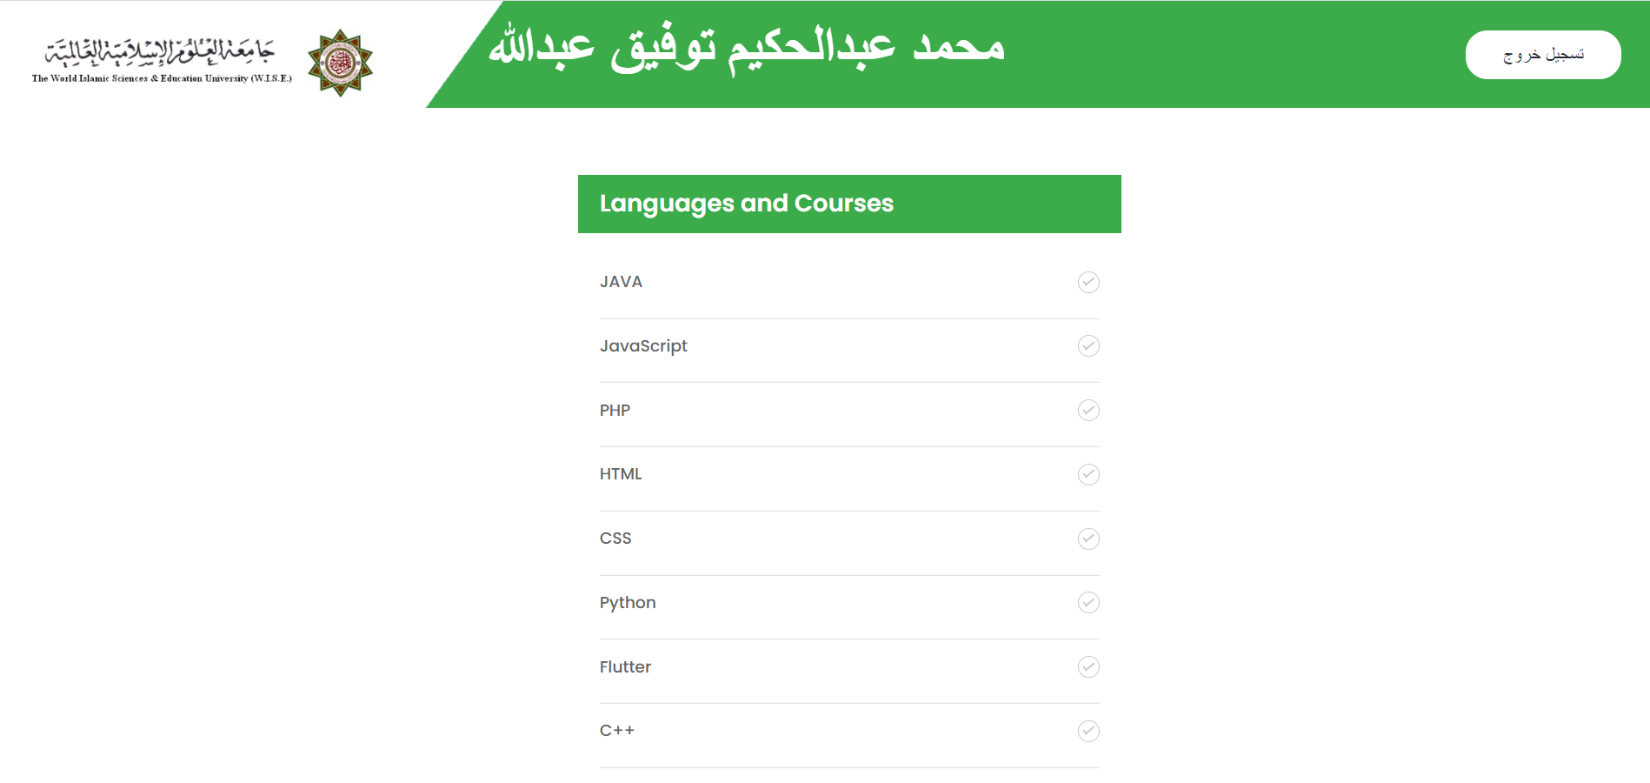 جامعة العلوم الإسلامية العالمية
The World Islamic Sciences & Education University (W.I.S.E.)
محمد عبدالحكيم توفيق عبدالله
تسجيل خروج
Languages and Courses
JAVA
JavaScript
PHP
HTML
CSS
Python
Flutter
C++